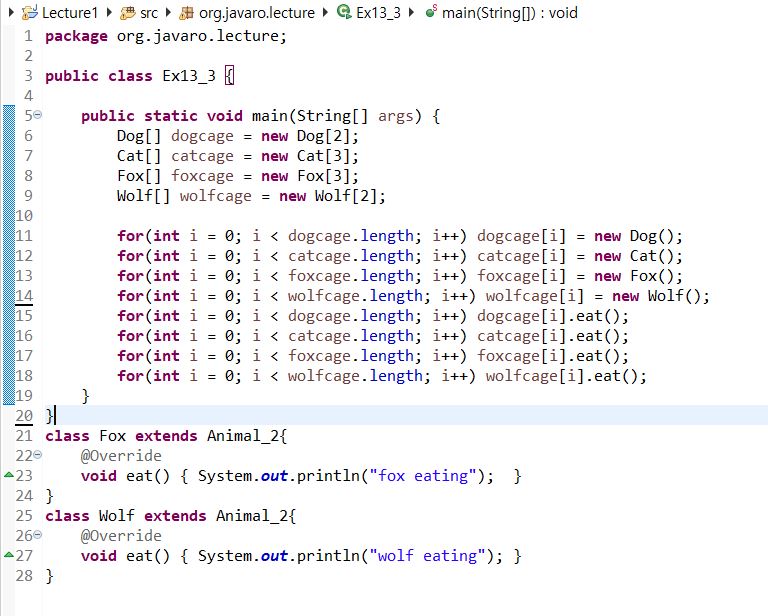 Lecture1 src org.javaro.lecture Ex13_3 main(String[]) : void
1 package org.javaro.lecture;
2
3 public class Ex13_3 {
4
5     public static void main(String[] args) {
6         Dog[] dogcage = new Dog[2];
7         Cat[] catcage = new Cat[3];
8         Fox[] foxcage = new Fox[3];
9         Wolf[] wolfcage = new Wolf[2];
10
11         for(int i = 0; i < dogcage.length; i++) dogcage[i] = new Dog();
12         for(int i = 0; i < catcage.length; i++) catcage[i] = new Cat();
13         for(int i = 0; i < foxcage.length; i++) foxcage[i] = new Fox();
14         for(int i = 0; i < wolfcage.length; i++) wolfcage[i] = new Wolf();
15         for(int i = 0; i < dogcage.length; i++) dogcage[i].eat();
16         for(int i = 0; i < catcage.length; i++) catcage[i].eat();
17         for(int i = 0; i < foxcage.length; i++) foxcage[i].eat();
18         for(int i = 0; i < wolfcage.length; i++) wolfcage[i].eat();
19     }
20 }
21 class Fox extends Animal_2{
22     @Override
23     void eat() { System.out.println("fox eating");  }
24 }
25 class Wolf extends Animal_2{
26     @Override
27     void eat() { System.out.println("wolf eating"); }
28 }